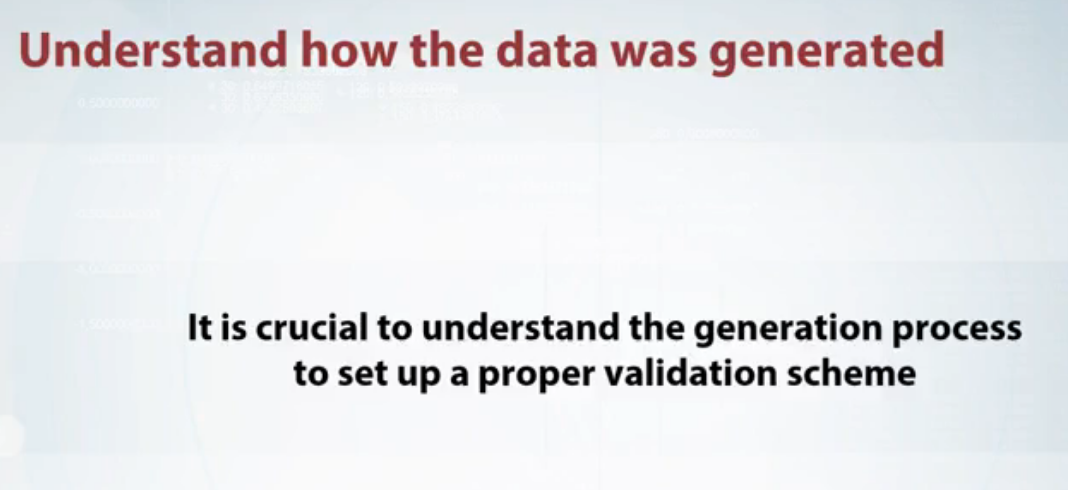 Understand how the data was generated
It is crucial to understand the generation process
to set up a proper validation scheme